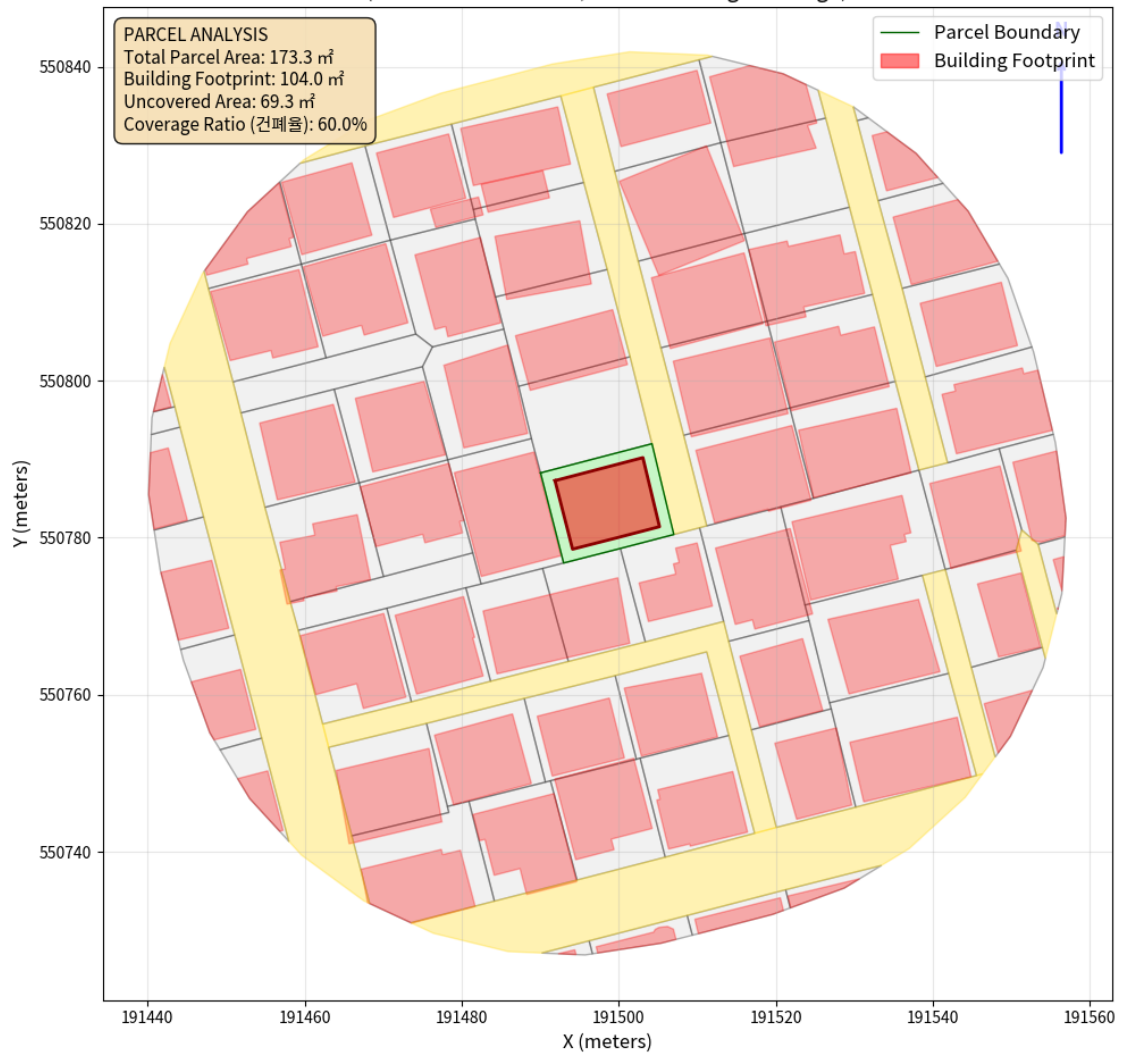 PARCEL ANALYSIS
Total Parcel Area: 173.3 ㎡
Building Footprint: 104.0 ㎡
Uncovered Area: 69.3 ㎡
Coverage Ratio (건폐율): 60.0%
Parcel Boundary
Building Footprint
N
550840
550820
550800
550780
550760
550740
Y (meters)
191440
191460
191480
191500
191520
191540
191560
X (meters)